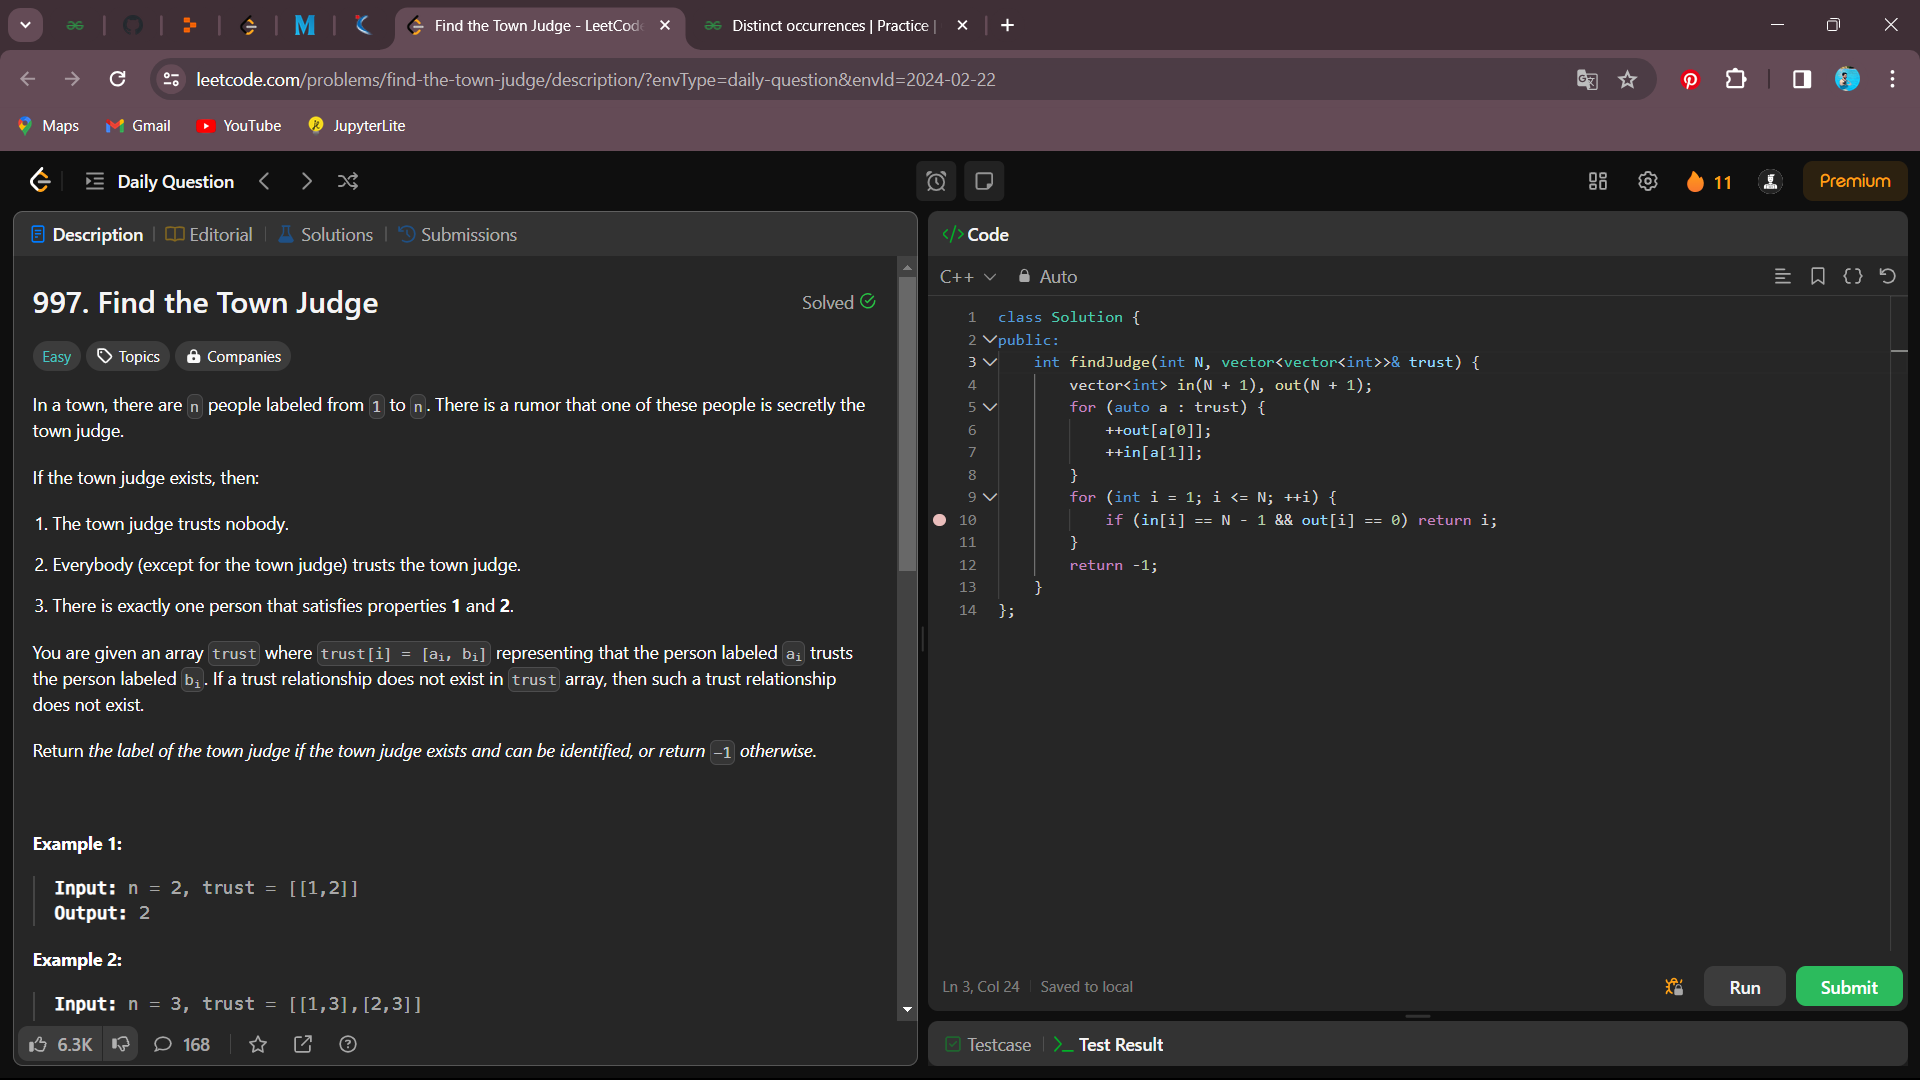 Find the Town Judge - LeetCode
Distinct occurrences | Practice |
leetcode.com/problems/find-the-town-judge/description/?envType=daily-question&envId=2024-02-22
Maps
Gmail
YouTube
JupyterLite
Daily Question
11
Premium
Description
Editorial
Solutions
Submissions
997. Find the Town Judge
Solved
Easy
Topics
Companies
In a town, there are n people labeled from 1 to n. There is a rumor that one of these people is secretly the
town judge.
If the town judge exists, then:
1. The town judge trusts nobody.
2. Everybody (except for the town judge) trusts the town judge.
3. There is exactly one person that satisfies properties 1 and 2.
You are given an array trust where trust[i] = [aᵢ, bᵢ] representing that the person labeled aᵢ trusts
the person labeled bᵢ. If a trust relationship does not exist in trust array, then such a trust relationship
does not exist.
Return the label of the town judge if the town judge exists and can be identified, or return -1 otherwise.
Example 1:
Input: n = 2, trust = [[1,2]]
Output: 2
Example 2:
Input: n = 3, trust = [[1,3],[2,3]]
6.3K
168
</> Code
C++
Auto
1 class Solution {
2 public:
3     int findJudge(int N, vector<vector<int>>& trust) {
4         vector<int> in(N + 1), out(N + 1);
5         for (auto a : trust) {
6             ++out[a[0]];
7             ++in[a[1]];
8         }
9         for (int i = 1; i <= N; ++i) {
10             if (in[i] == N - 1 && out[i] == 0) return i;
11         }
12         return -1;
13     }
14 };
Ln 3, Col 24
Saved to local
Run
Submit
Testcase
Test Result